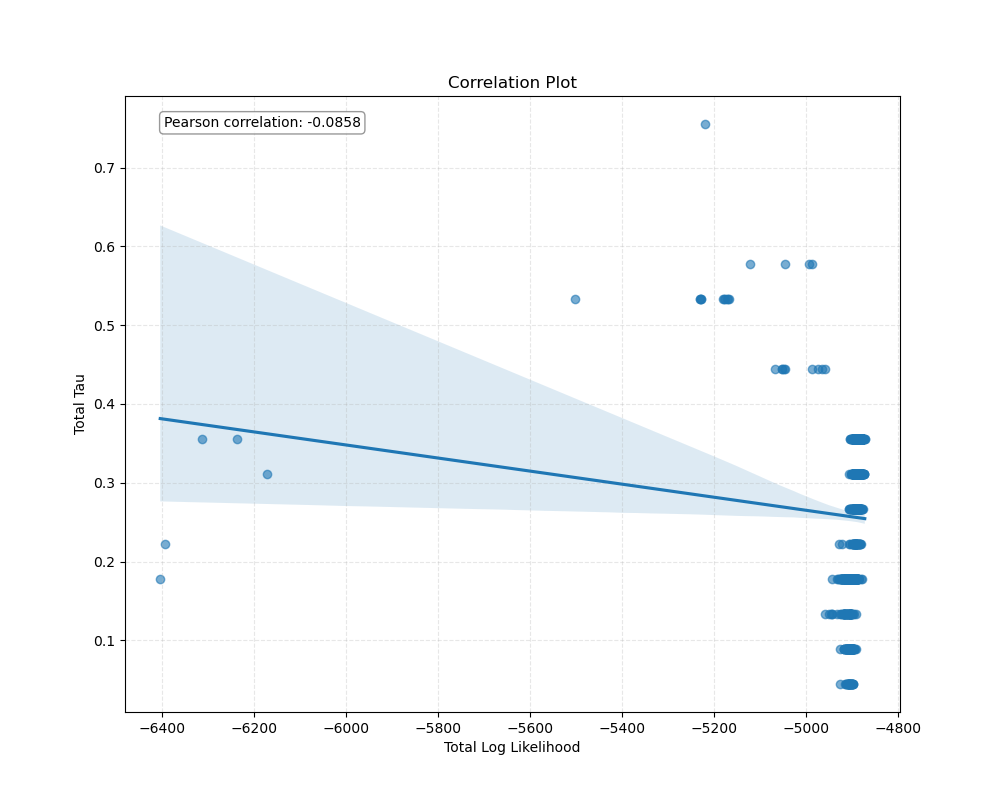 Correlation Plot
Pearson correlation: -0.0858
Total Tau
0.7
0.6
0.5
0.4
0.3
0.2
0.1
−6400 −6200 −6000 −5800 −5600 −5400 −5200 −5000 −4800
Total Log Likelihood